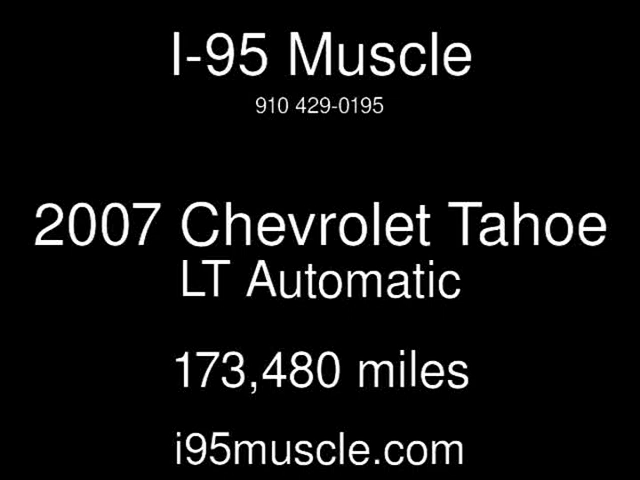 I-95 Muscle
910 429-0195
2007 Chevrolet Tahoe
LT Automatic
173,480 miles
i95muscle.com